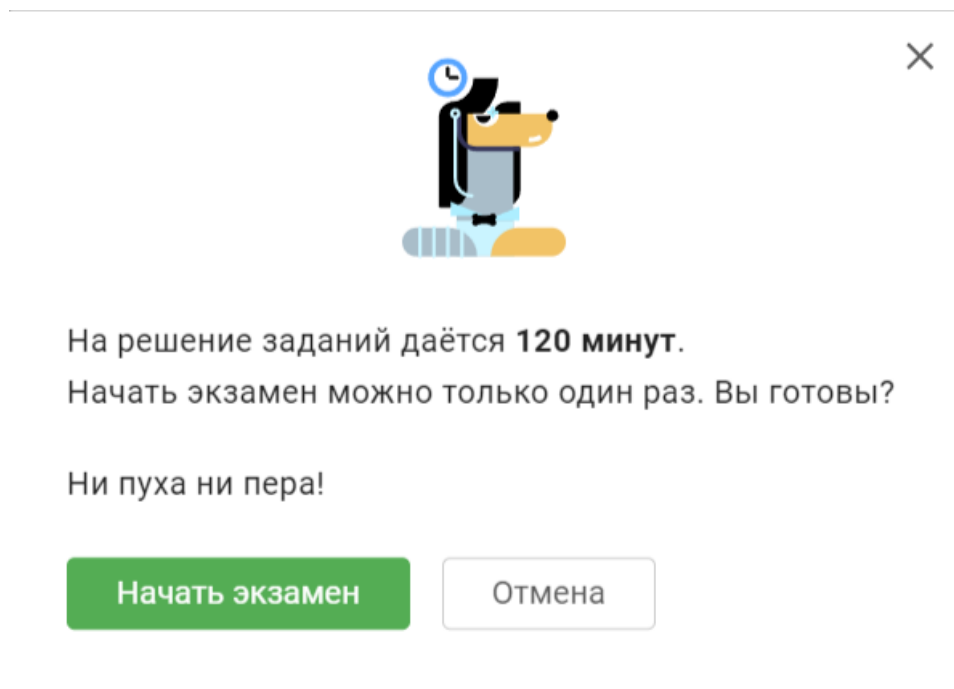 На решение заданий даётся 120 минут.
Начать экзамен можно только один раз. Вы готовы?
Ни пуха ни пера!
Начать экзамен
Отмена